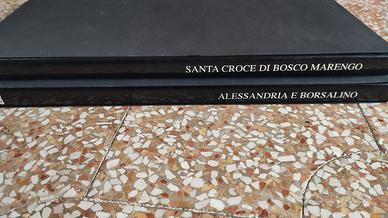 SANTA CROCE DI BOSCO MARENGO
ALESSANDRIA E BORSALINO